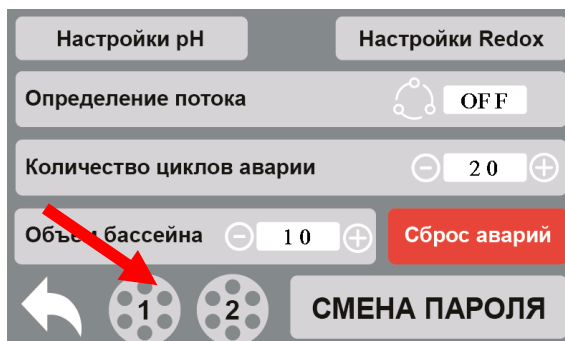 Настройки pH
Настройки Redox
Определение потока
OFF
Количество циклов аварии
20
Объем бассейна
10
Сброс аварий
1
2
СМЕНА ПАРОЛЯ